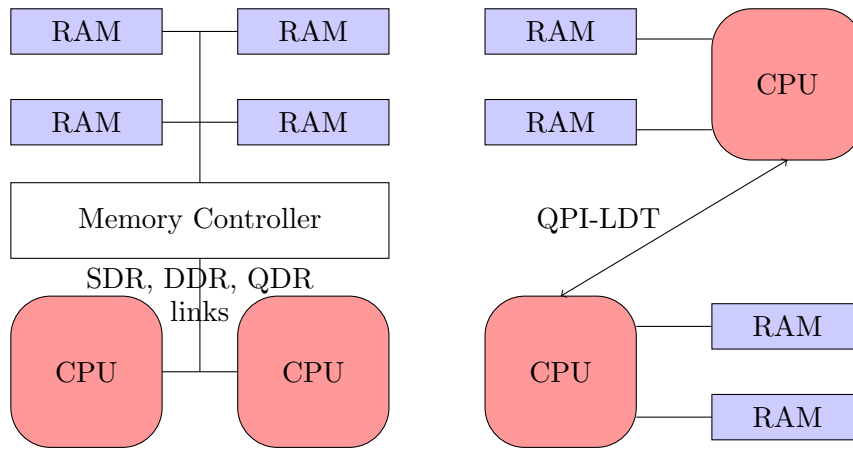 RAM
RAM
RAM
RAM
Memory Controller
SDR, DDR, QDR
links
CPU
CPU
RAM
RAM
CPU
QPI-LDT
CPU
RAM
RAM